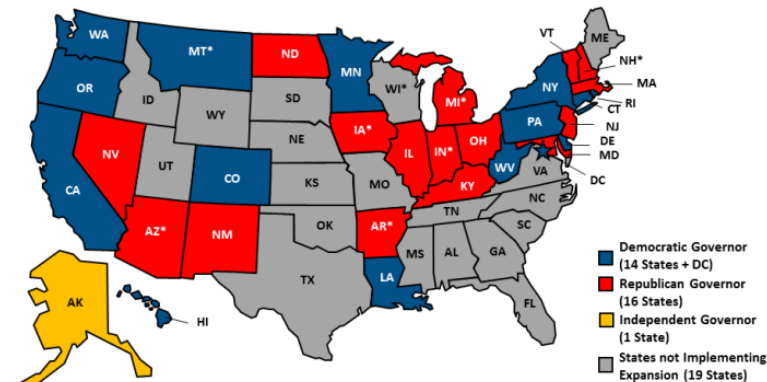 WA
MT*
ND
MN
OR
ID
WY
SD
WI*
MI*
NY
VT
ME
NH*
MA
RI
CT
NJ
DE
MD
DC
PA
NV
UT
CO
NE
IA*
IL
IN*
OH
WV
VA
CA
KS
MO
KY
NC
AZ*
NM
OK
AR*
TN
SC
TX
LA
MS
AL
GA
FL
AK
HI
Democratic Governor
(14 States + DC)
Republican Governor
(16 States)
Independent Governor
(1 State)
States not Implementing
Expansion (19 States)